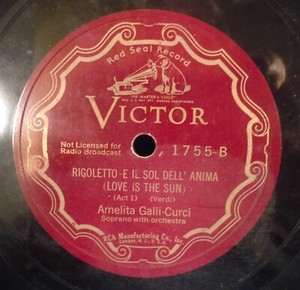 Red Seal Record
"HIS MASTER'S VOICE"
VICTOR
Not Licensed for
Radio Broadcast
1755-B
RIGOLETTO-E IL SOL DELL' ANIMA
(LOVE IS THE SUN)
(Act I) (Verdi)
Amelita Galli-Curci
Soprano with orchestra
RCA Manufacturing Co., Inc.
Camden, N. J., U.S.A.